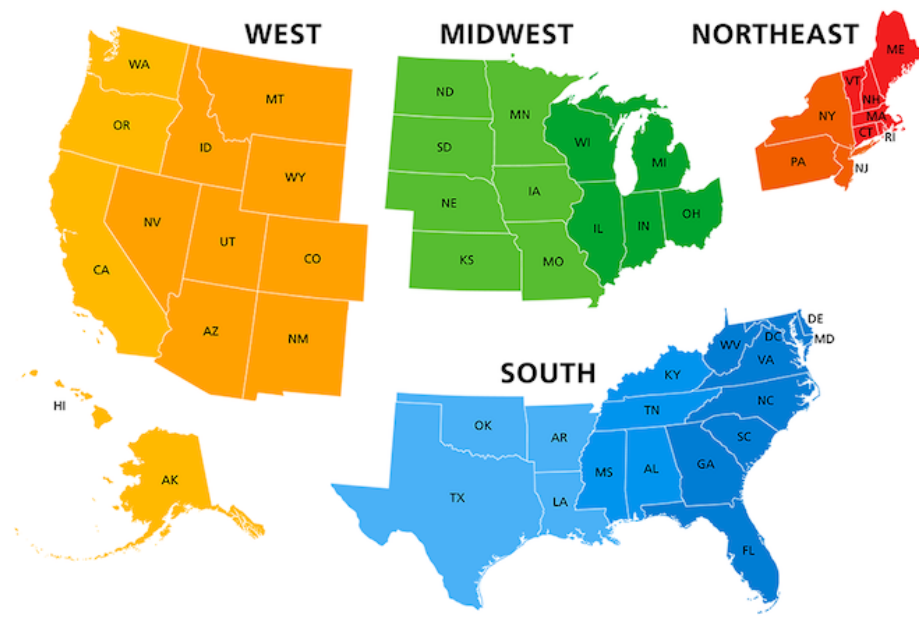 WEST
WA
OR
MT
ID
WY
NV
UT
CO
CA
AZ
NM
HI
AK
MIDWEST
ND
MN
SD
WI
MI
NE
IA
IL
IN
OH
KS
MO
NORTHEAST
ME
VT
NH
NY
MA
CT
RI
PA
NJ
SOUTH
DE
DC
MD
WV
VA
KY
NC
TN
OK
AR
SC
MS
AL
GA
TX
LA
FL